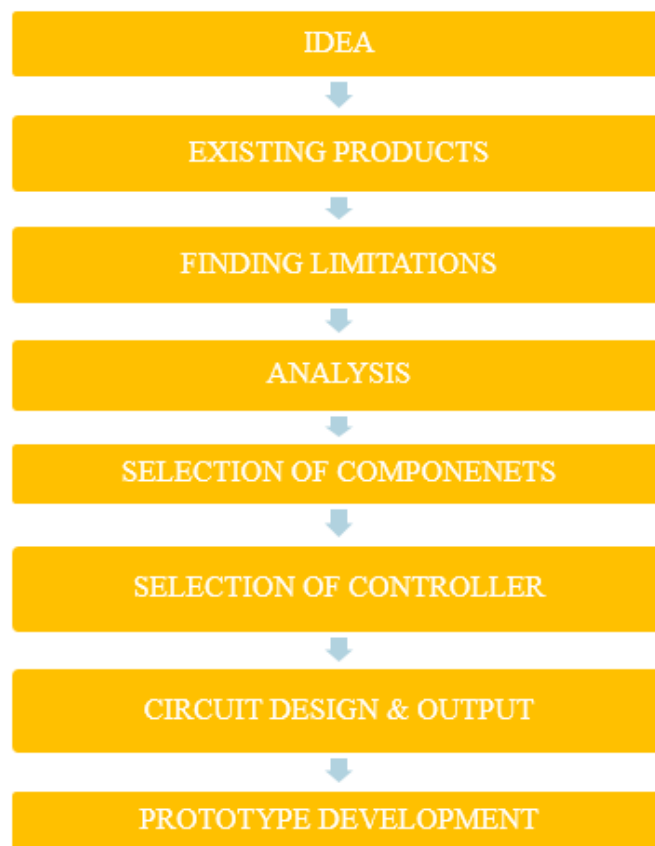 IDEA
EXISTING PRODUCTS
FINDING LIMITATIONS
ANALYSIS
SELECTION OF COMPONENETS
SELECTION OF CONTROLLER
CIRCUIT DESIGN & OUTPUT
PROTOTYPE DEVELOPMENT